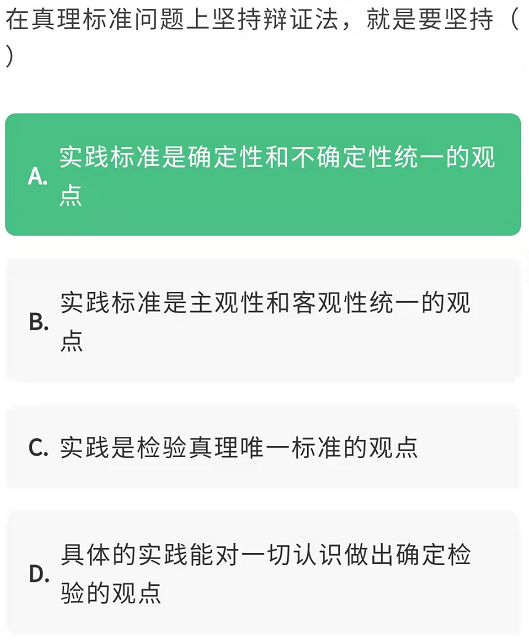 在真理标准问题上坚持辩证法，就是要坚持（
）
A. 实践标准是确定性和不确定性统一的观
点
B. 实践标准是主观性和客观性统一的观
点
C. 实践是检验真理唯一标准的观点
D. 具体的实践能对一切认识做出确定检
验的观点